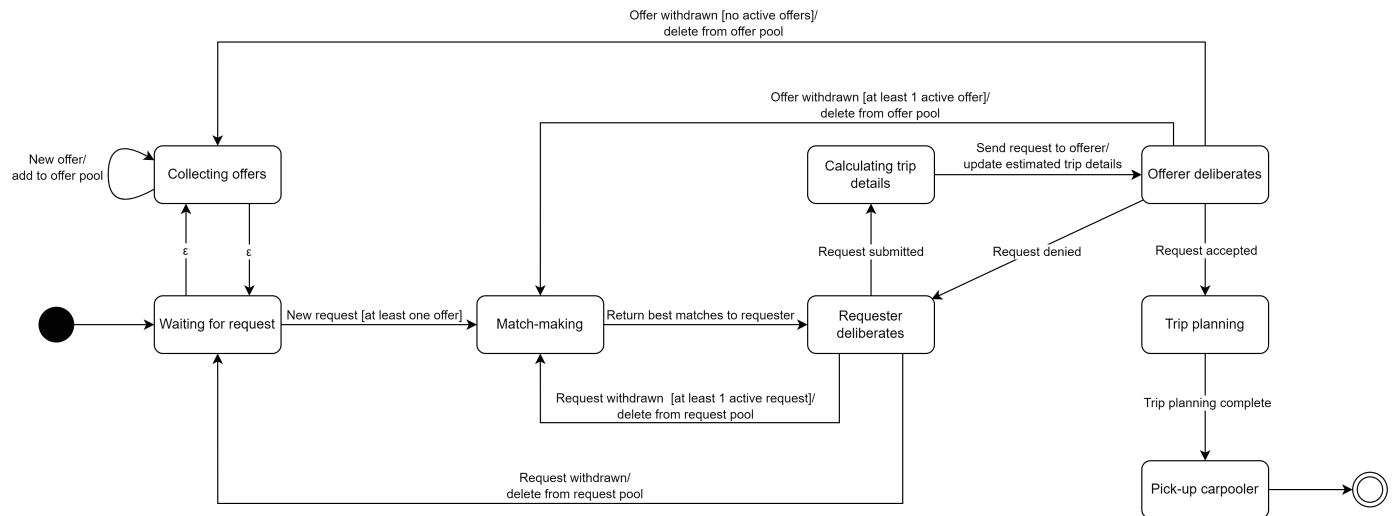 Offer withdrawn [no active offers]/
delete from offer pool
Offer withdrawn [at least 1 active offer]/
delete from offer pool
New offer/
add to offer pool
Collecting offers
Calculating trip
details
Send request to offerer/
update estimated trip details
Offerer deliberates
ε
ε
Request submitted
Request denied
Request accepted
Waiting for request
New request [at least one offer]
Match-making
Return best matches to requester
Requester
deliberates
Trip planning
Request withdrawn  [at least 1 active request]/
delete from request pool
Trip planning complete
Request withdrawn/
delete from request pool
Pick-up carpooler